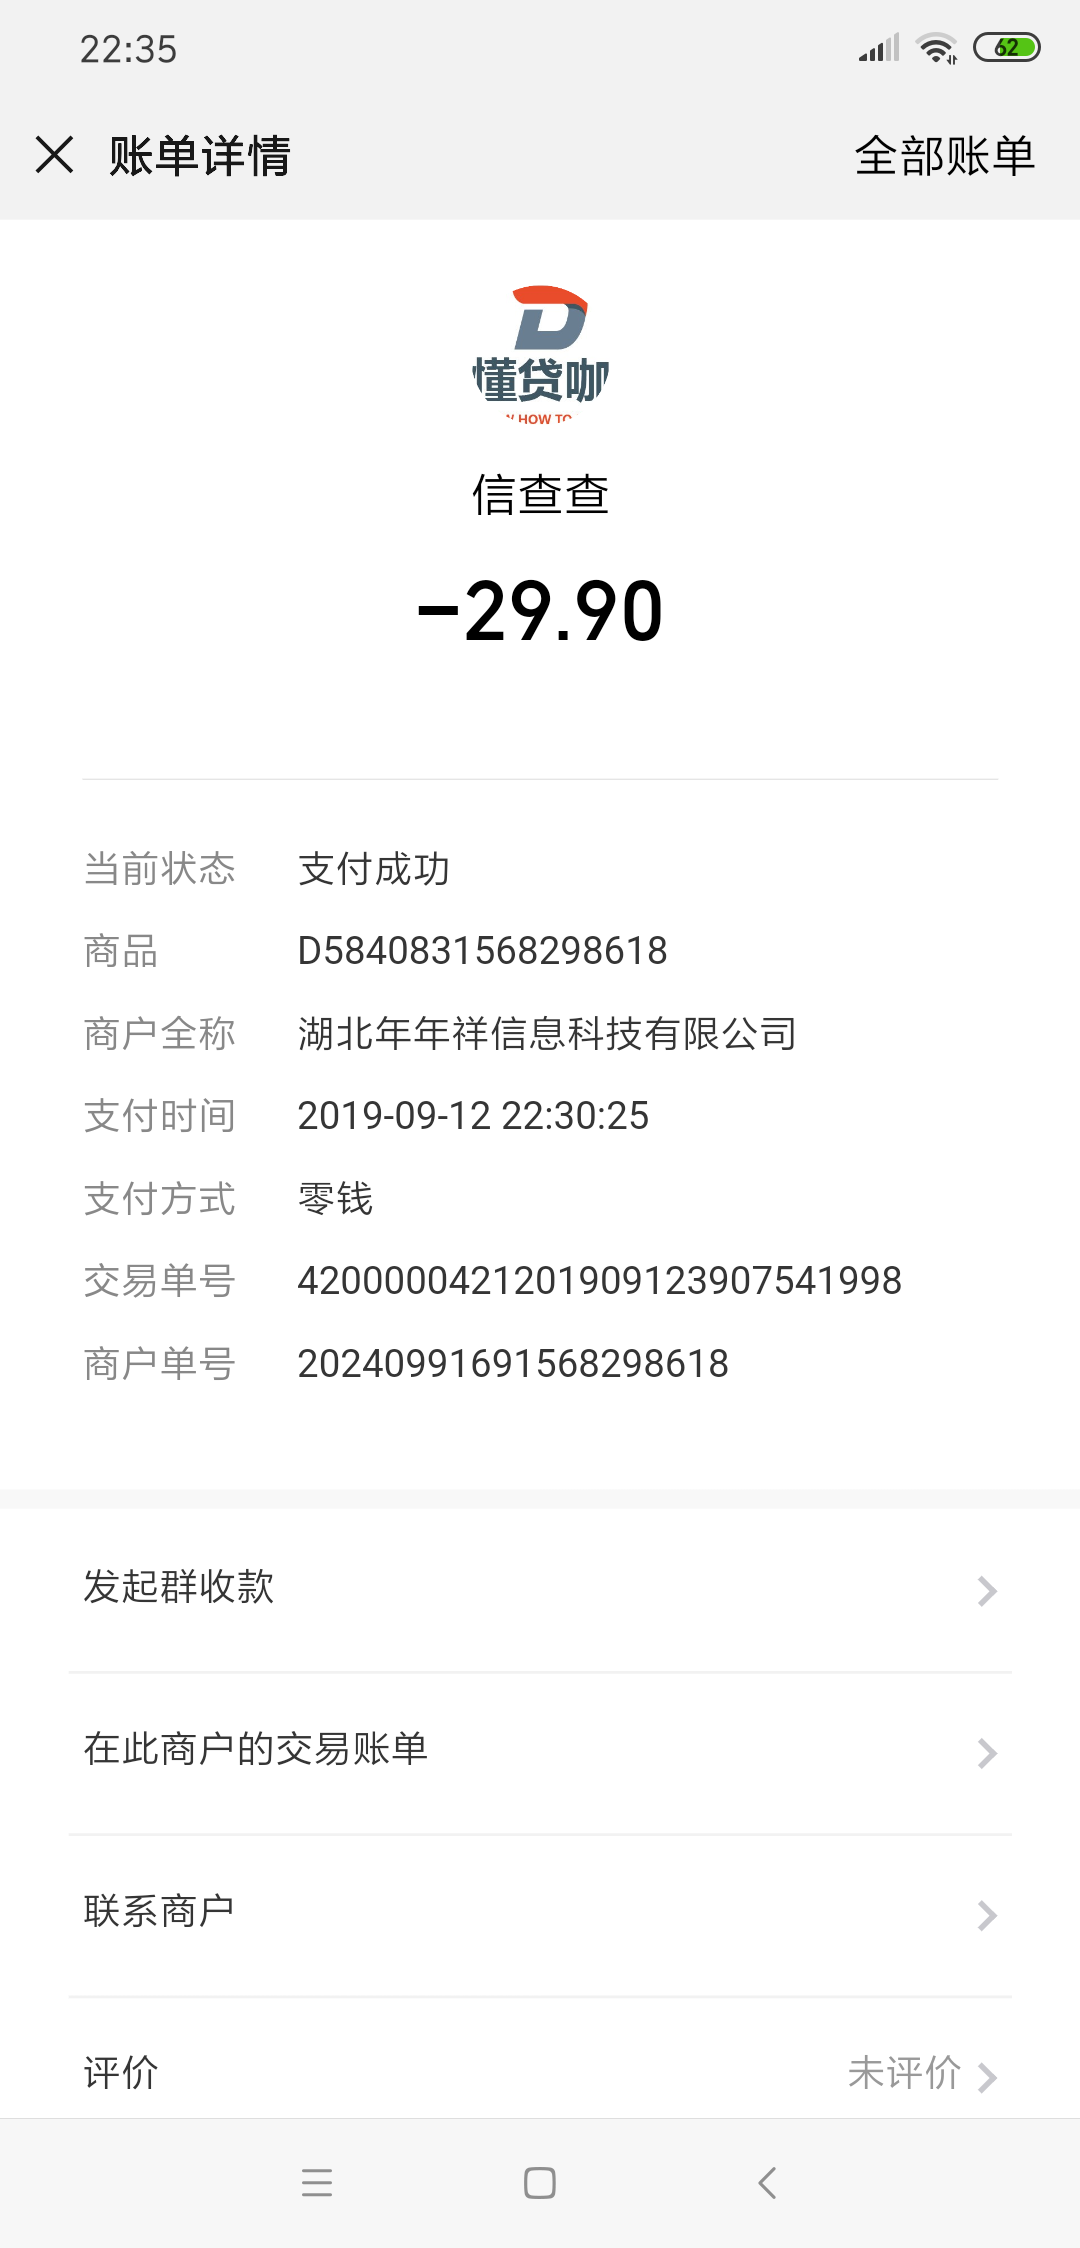 22:35
62
账单详情
全部账单
懂贷咖
HOW TO
信查查
-29.90
当前状态 支付成功
商品 D5840831568298618
商户全称 湖北年年祥信息科技有限公司
支付时间 2019-09-12 22:30:25
支付方式 零钱
交易单号 4200000421201909123907541998
商户单号 20240991691568298618
发起群收款
在此商户的交易账单
联系商户
评价 未评价